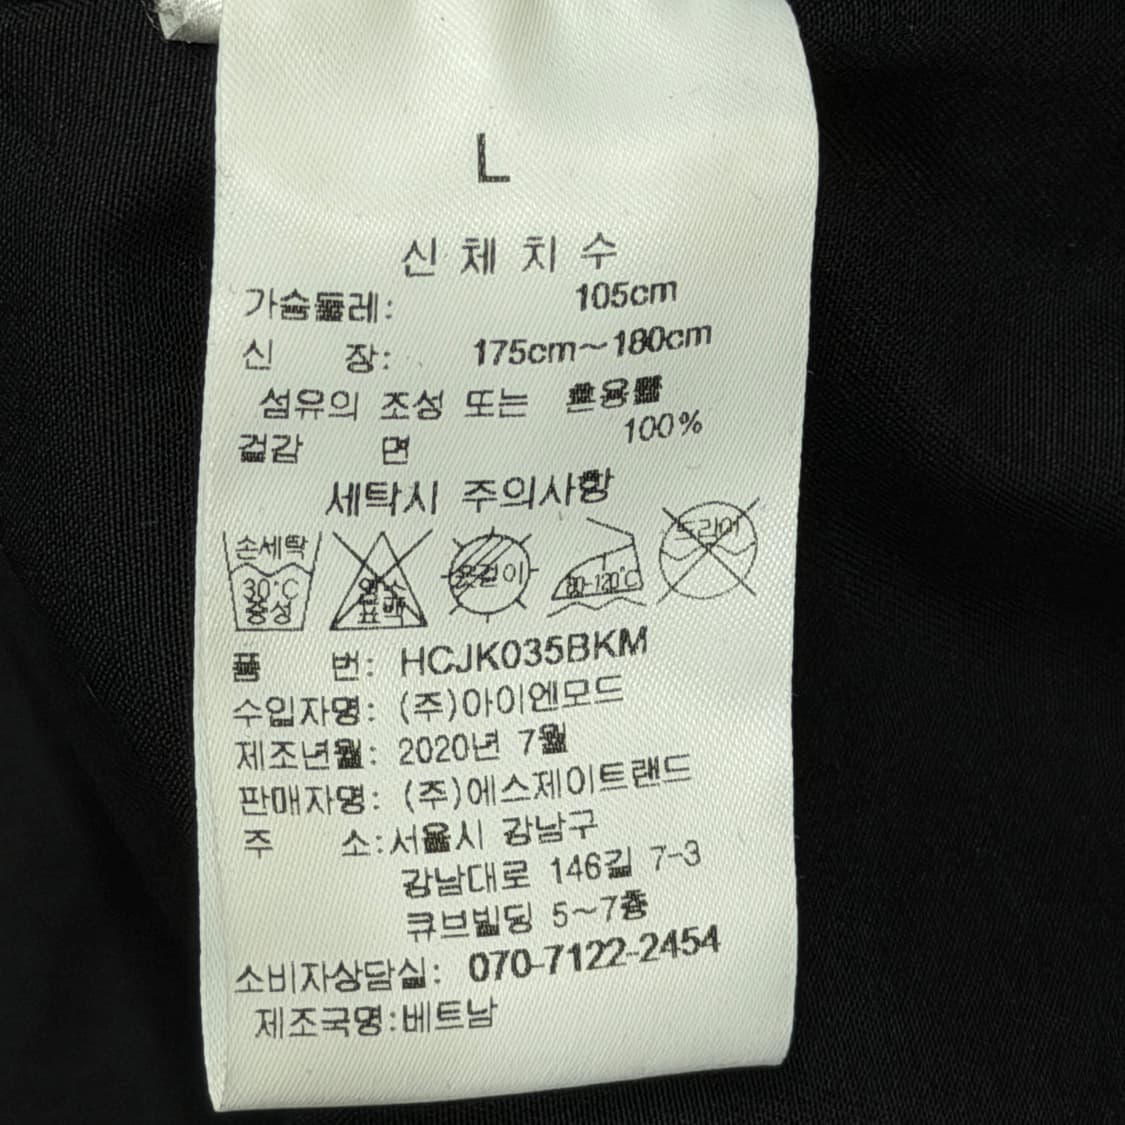 L
신 체 치 수
가슴둘레: 105cm
신 장: 175cm~180cm
섬유의 조성 또는 혼용률
겉감 면 100%
세탁시 주의사항
손세탁 30°C 중성
염소 표백
옷걸이
80-120°C
드라이
품 번: HCJK035BKM
수입자명: (주)아이엔모드
제조년월: 2020년 7월
판매자명: (주)에스제이트랜드
주 소:서울시 강남구
강남대로 146길 7-3
큐브빌딩 5~7층
소비자상담실: 070-7122-2454
제조국명:베트남